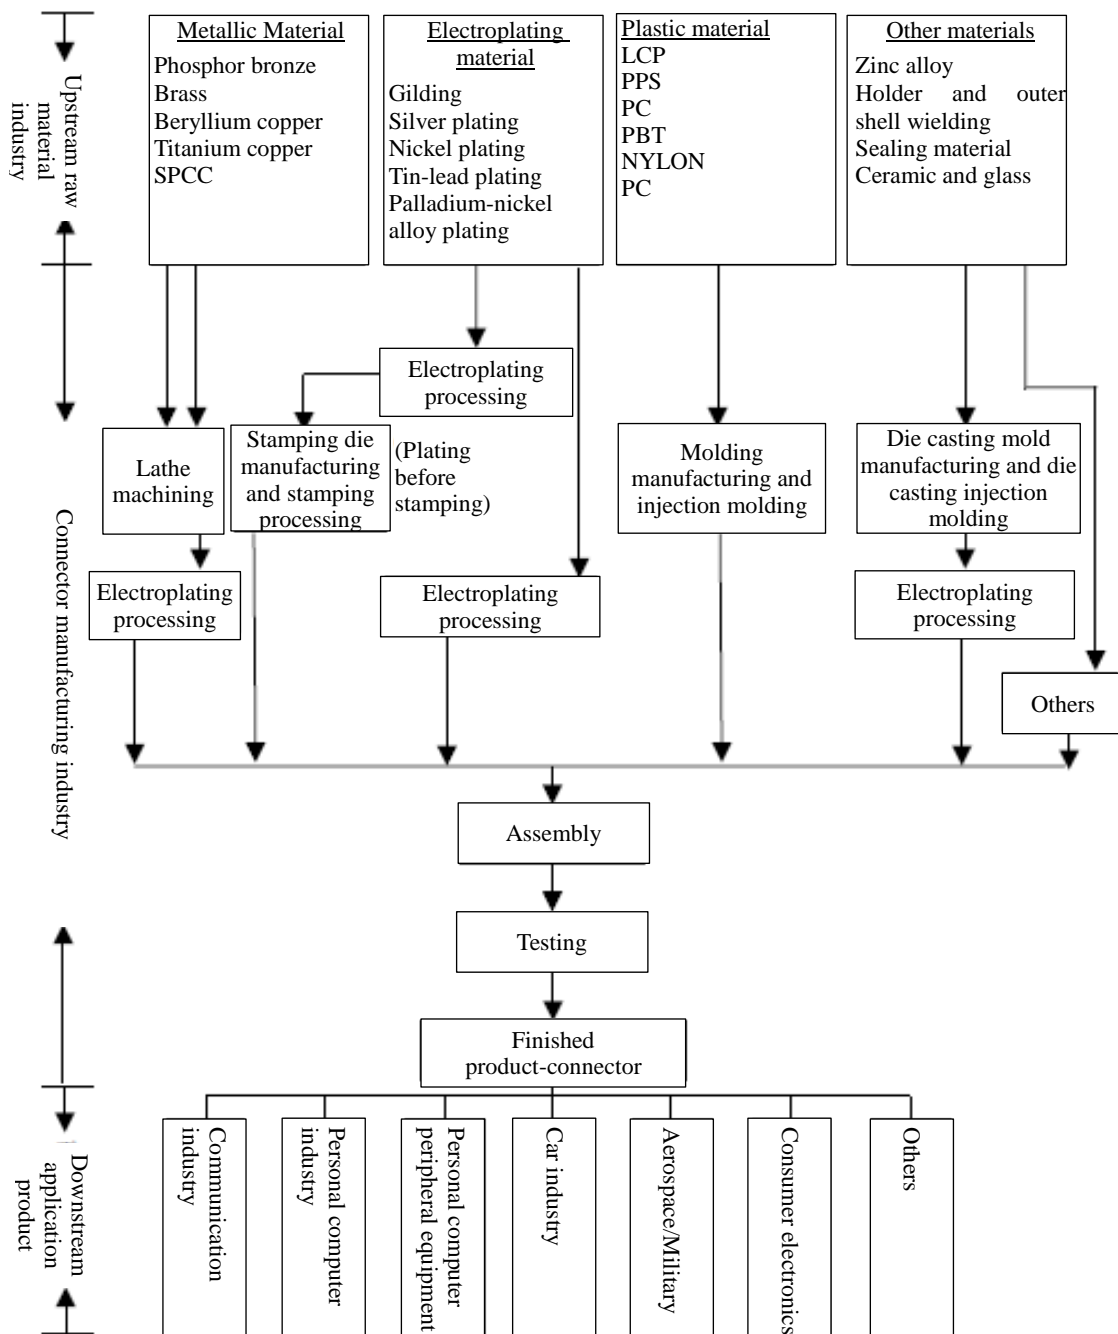 Upstream raw
material
industry
Metallic Material
Phosphor bronze
Brass
Beryllium copper
Titanium copper
SPCC
Electroplating
material
Gilding
Silver plating
Nickel plating
Tin-lead plating
Palladium-nickel
alloy plating
Plastic material
LCP
PPS
PC
PBT
NYLON
PC
Other materials
Zinc alloy
Holder and outer
shell wielding
Sealing material
Ceramic and glass
Connector manufacturing industry
Electroplating
processing
Lathe
machining
Stamping die
manufacturing
and stamping
processing
(Plating
before
stamping)
Molding
manufacturing and
injection molding
Die casting mold
manufacturing and die
casting injection
molding
Electroplating
processing
Electroplating
processing
Electroplating
processing
Others
Assembly
Testing
Finished
product-connector
Downstream
application
product
Communication
industry
Personal computer
industry
Personal computer
peripheral equipment
Car industry
Aerospace/Military
Consumer electronics
Others